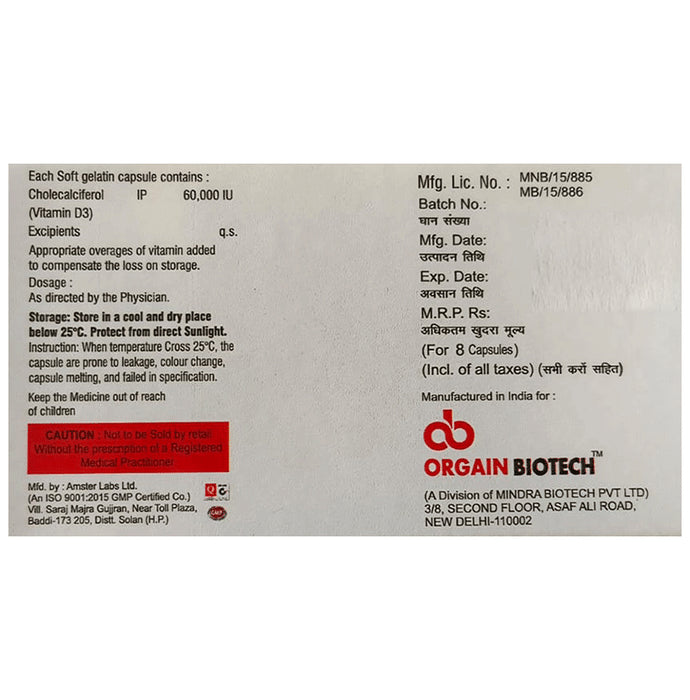 Each Soft gelatin capsule contains :
Cholecalciferol IP 60,000 IU
(Vitamin D3)
Excipients q.s.
Appropriate overages of vitamin added
to compensate the loss on storage.
Dosage :
As directed by the Physician.
Storage: Store in a cool and dry place
below 25°C. Protect from direct Sunlight.
Instruction: When temperature Cross 25°C, the
capsule are prone to leakage, colour change,
capsule melting, and failed in specification.
Keep the Medicine out of reach
of children
CAUTION : Not to be Sold by retail
Without the prescription of a Registered
Medical Practitioner
Mfd. by : Amster Labs Ltd.
(An ISO 9001:2015 GMP Certified Co.)
Vill. Saraj Majra Gujjran, Near Toll Plaza,
Baddi-173 205, Distt. Solan (H.P.)
Mfg. Lic. No. : MNB/15/885
MB/15/886
Batch No.:
घान संख्या
Mfg. Date:
उत्पादन तिथि
Exp. Date:
अवसान तिथि
M.R.P. Rs:
अधिकतम खुदरा मूल्य
(For 8 Capsules)
(Incl. of all taxes) (सभी करों सहित)
Manufactured in India for :
ORGAIN BIOTECH™
(A Division of MINDRA BIOTECH PVT LTD)
3/8, SECOND FLOOR, ASAF ALI ROAD,
NEW DELHI-110002